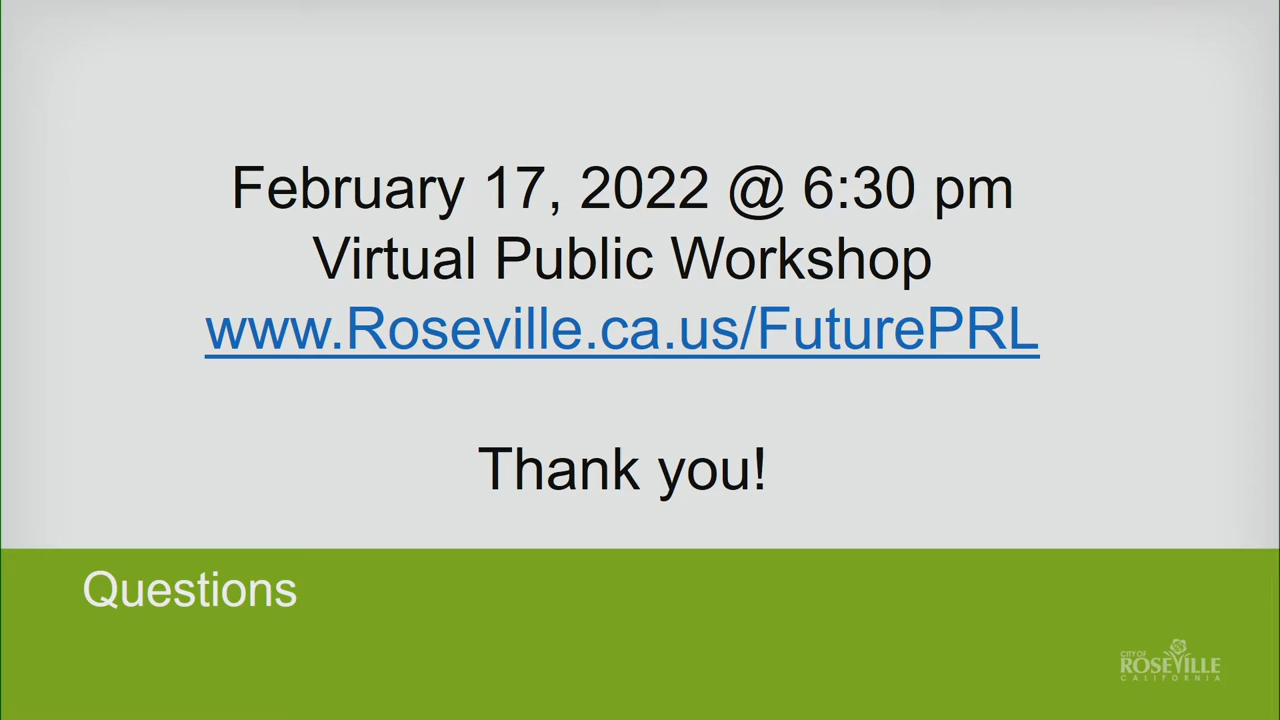 February 17, 2022 @ 6:30 pm
Virtual Public Workshop
www.Roseville.ca.us/FuturePRL
Thank you!
Questions
CITY OF
ROSEVILLE
CALIFORNIA